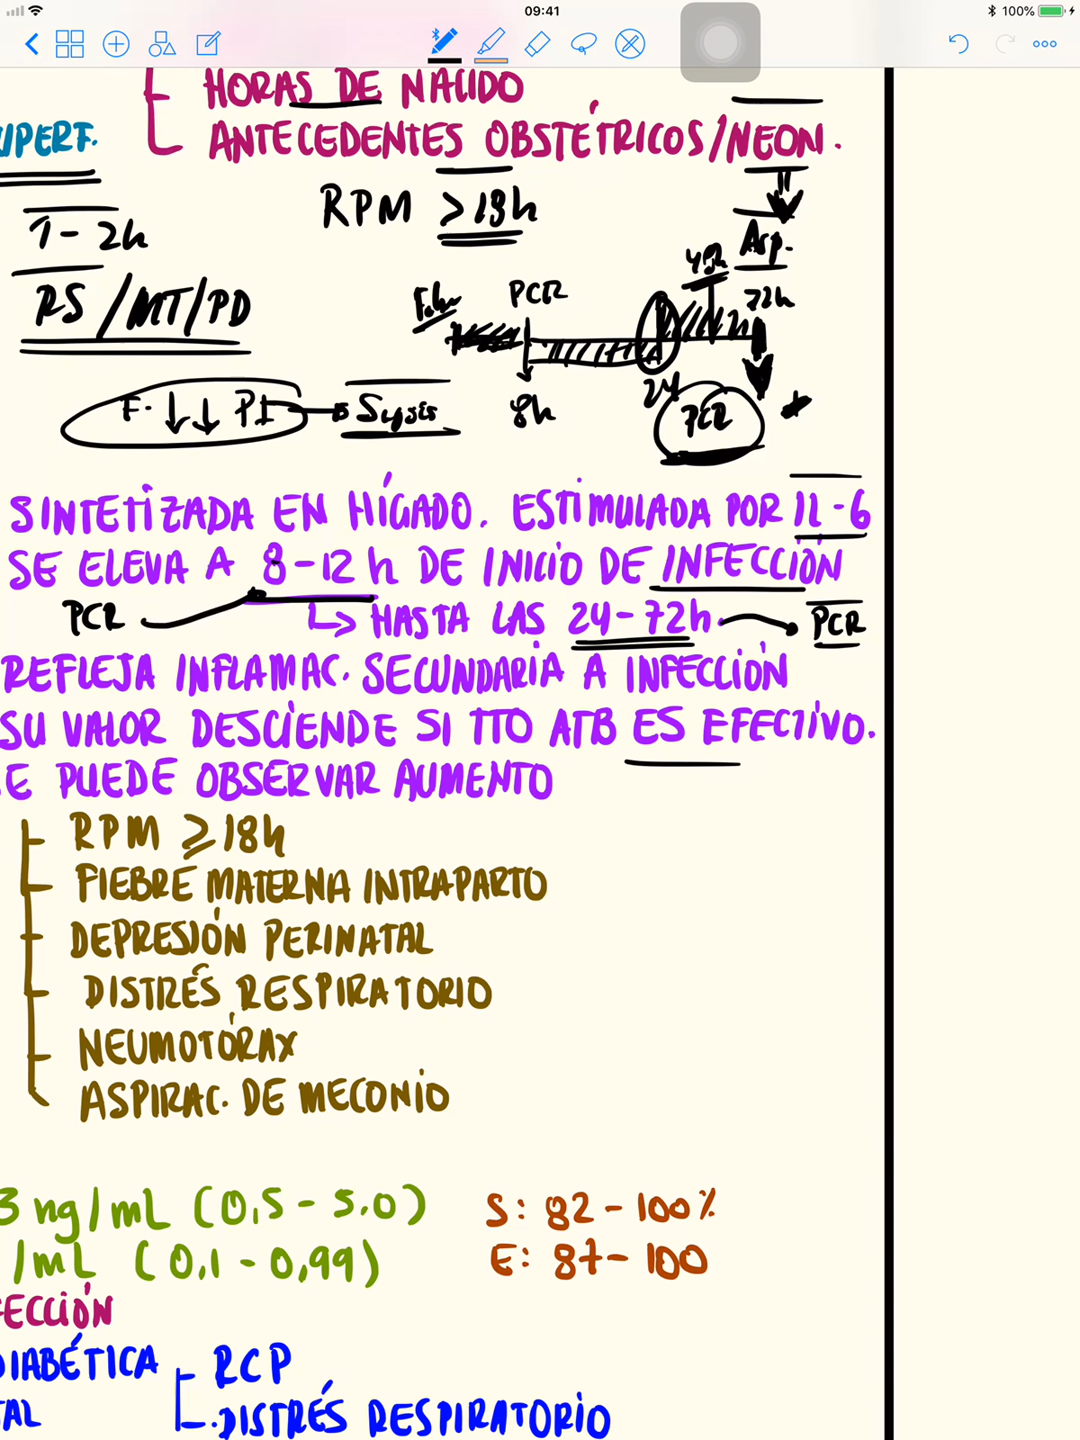 09:41
100%
HORAS DE NACIDO
UPERF.
ANTECEDENTES OBSTÉTRICOS/NEON.
RPM >18h
1-2h
Asp.
48h
72h
PCR
RS/MT/PD
24
8h
F. ↓↓ PI
PCR
SINTETIZADA EN HÍGADO. ESTIMULADA POR IL-6
SE ELEVA A 8-12 h DE INICIO DE INFECCIÓN
PCR
HASTA LAS 24-72h
PCR
REFLEJA INFLAMAC. SECUNDARIA A INFECCIÓN
SU VALOR DESCIENDE SI TTO ATB ES EFECTIVO.
E PUEDE OBSERVAR AUMENTO
RPM ≥18h
FIEBRE MATERNA INTRAPARTO
DEPRESIÓN PERINATAL
DISTRÉS RESPIRATORIO
NEUMOTÓRAX
ASPIRAC. DE MECONIO
3 ng/mL (0,5 - 5.0) S: 82 - 100%
/mL (0,1 - 0,99) E: 87 - 100
FECCIÓN
DIABÉTICA
RCP
TAL
DISTRÉS RESPIRATORIO